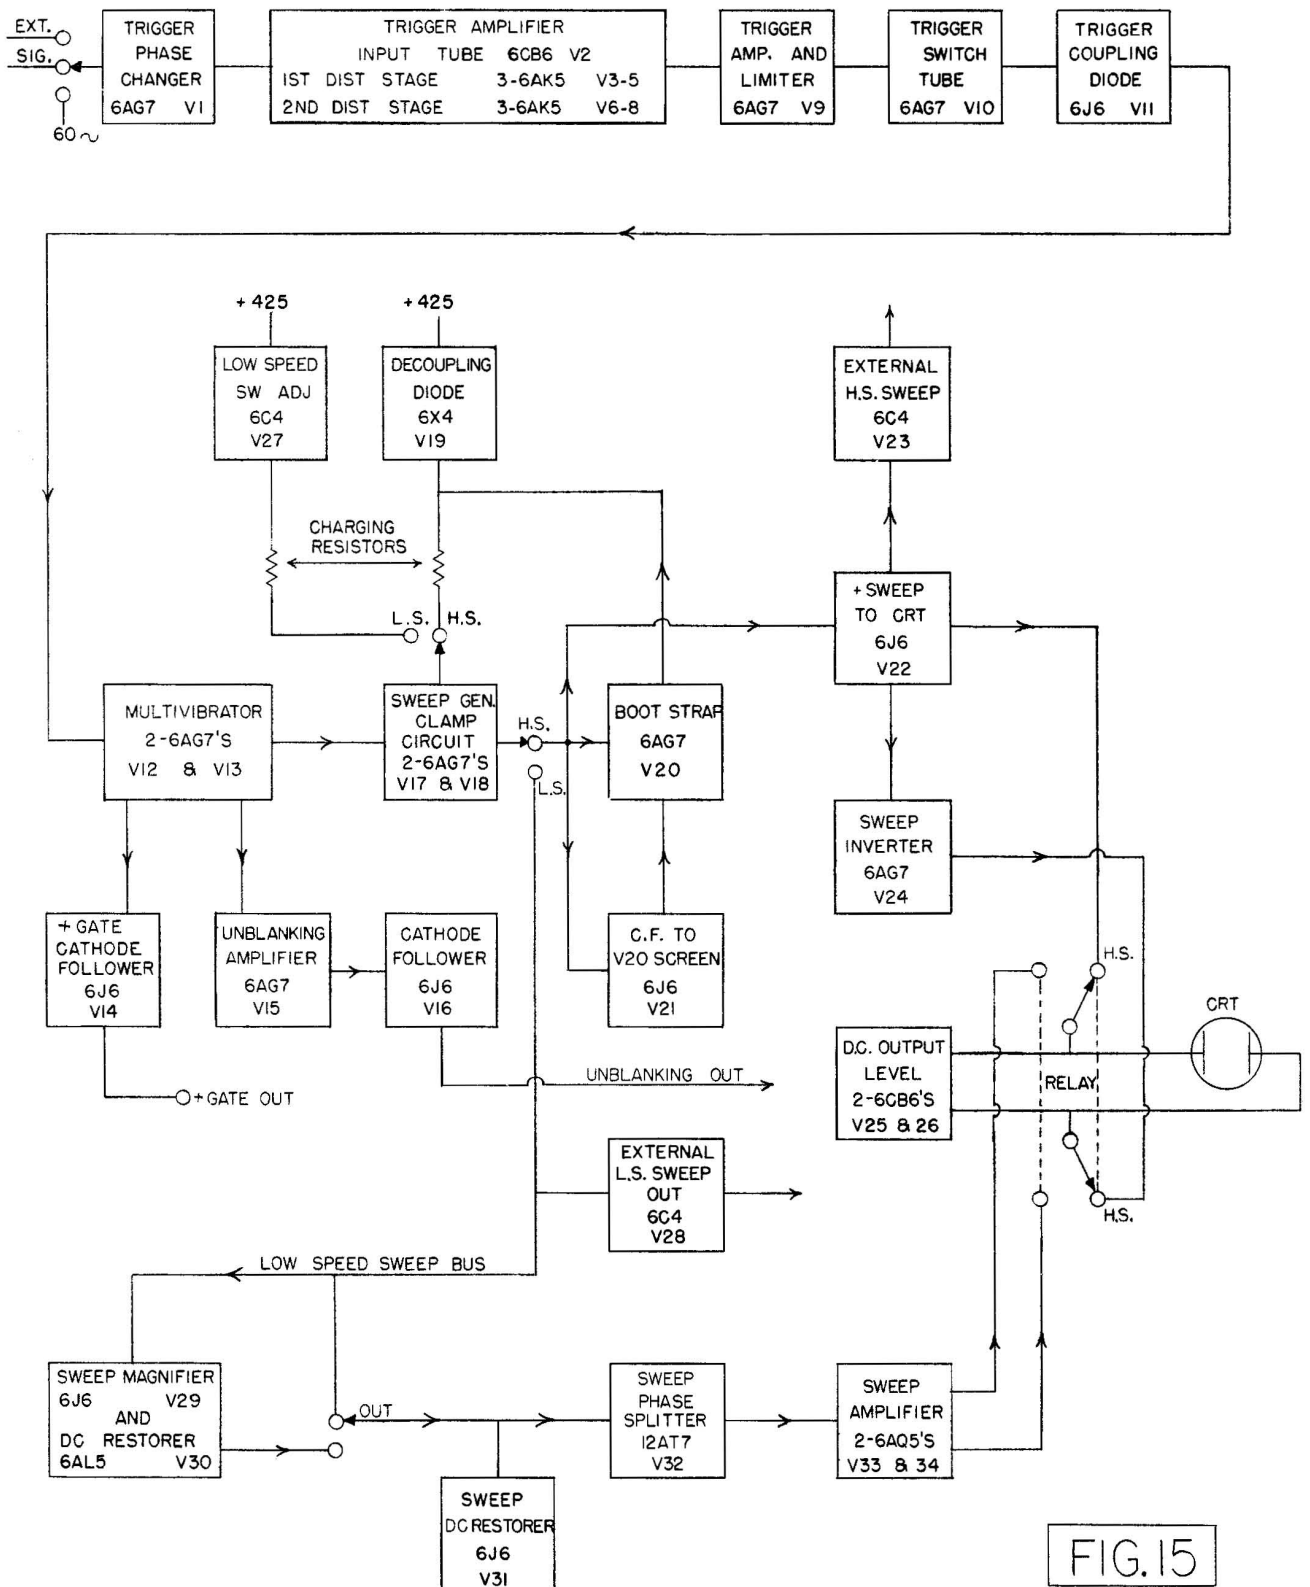 EXT.
SIG.
60~
TRIGGER
PHASE
CHANGER
6AG7 V1
TRIGGER AMPLIFIER
INPUT TUBE 6CB6 V2
1ST DIST STAGE 3-6AK5 V3-5
2ND DIST STAGE 3-6AK5 V6-8
TRIGGER
AMP. AND
LIMITER
6AG7 V9
TRIGGER
SWITCH
TUBE
6AG7 V10
TRIGGER
COUPLING
DIODE
6J6 V11
+425
+425
LOW SPEED
SW ADJ
6C4
V27
DECOUPLING
DIODE
6X4
V19
EXTERNAL
H.S. SWEEP
6C4
V23
CHARGING
RESISTORS
L.S.
H.S.
+ SWEEP
TO CRT
6J6
V22
MULTIVIBRATOR
2-6AG7'S
V12 & V13
SWEEP GEN.
CLAMP
CIRCUIT
2-6AG7'S
V17 & V18
H.S.
L.S.
BOOT STRAP
6AG7
V20
SWEEP
INVERTER
6AG7
V24
+ GATE
CATHODE
FOLLOWER
6J6
V14
UNBLANKING
AMPLIFIER
6AG7
V15
CATHODE
FOLLOWER
6J6
V16
C.F. TO
V20 SCREEN
6J6
V21
H.S.
CRT
D.C. OUTPUT
LEVEL
2-6CB6'S
V25 & 26
RELAY
UNBLANKING OUT
+ GATE OUT
EXTERNAL
L.S. SWEEP
OUT
6C4
V28
H.S.
LOW SPEED SWEEP BUS
SWEEP MAGNIFIER
6J6 V29
AND
DC RESTORER
6AL5 V30
OUT
SWEEP
PHASE
SPLITTER
12AT7
V32
SWEEP
AMPLIFIER
2-6AQ5'S
V33 & 34
SWEEP
DC RESTORER
6J6
V31
FIG. 15